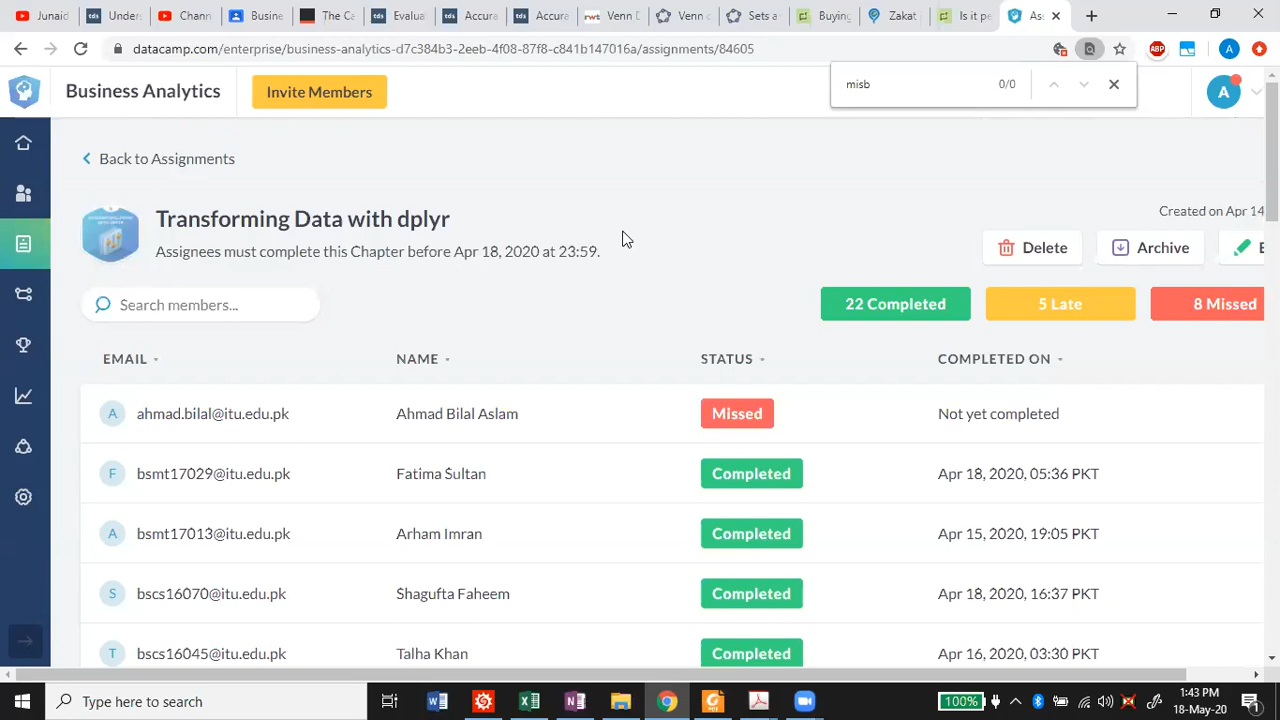 Junaid
Under
Chann
Busine
The Ca
Evalua
Accura
Accura
Venn D
Venn c
Sets a
Buying
Zakat
Is it pe
As
datacamp.com/enterprise/business-analytics-d7c384b3-2eeb-4f08-87f8-c841b147016a/assignments/84605
misb 0/0
Business Analytics
Invite Members
A
Back to Assignments
Transforming Data with dplyr
Assignees must complete this Chapter before Apr 18, 2020 at 23:59.
Created on Apr 14
Delete
Archive
E
Search members...
22 Completed
5 Late
8 Missed
EMAIL NAME STATUS COMPLETED ON
A ahmad.bilal@itu.edu.pk Ahmad Bilal Aslam Missed Not yet completed
F bsmt17029@itu.edu.pk Fatima Sultan Completed Apr 18, 2020, 05:36 PKT
A bsmt17013@itu.edu.pk Arham Imran Completed Apr 15, 2020, 19:05 PKT
S bscs16070@itu.edu.pk Shagufta Faheem Completed Apr 18, 2020, 16:37 PKT
T bscs16045@itu.edu.pk Talha Khan Completed Apr 16, 2020, 03:30 PKT
Type here to search
100%
1:43 PM
18-May-20